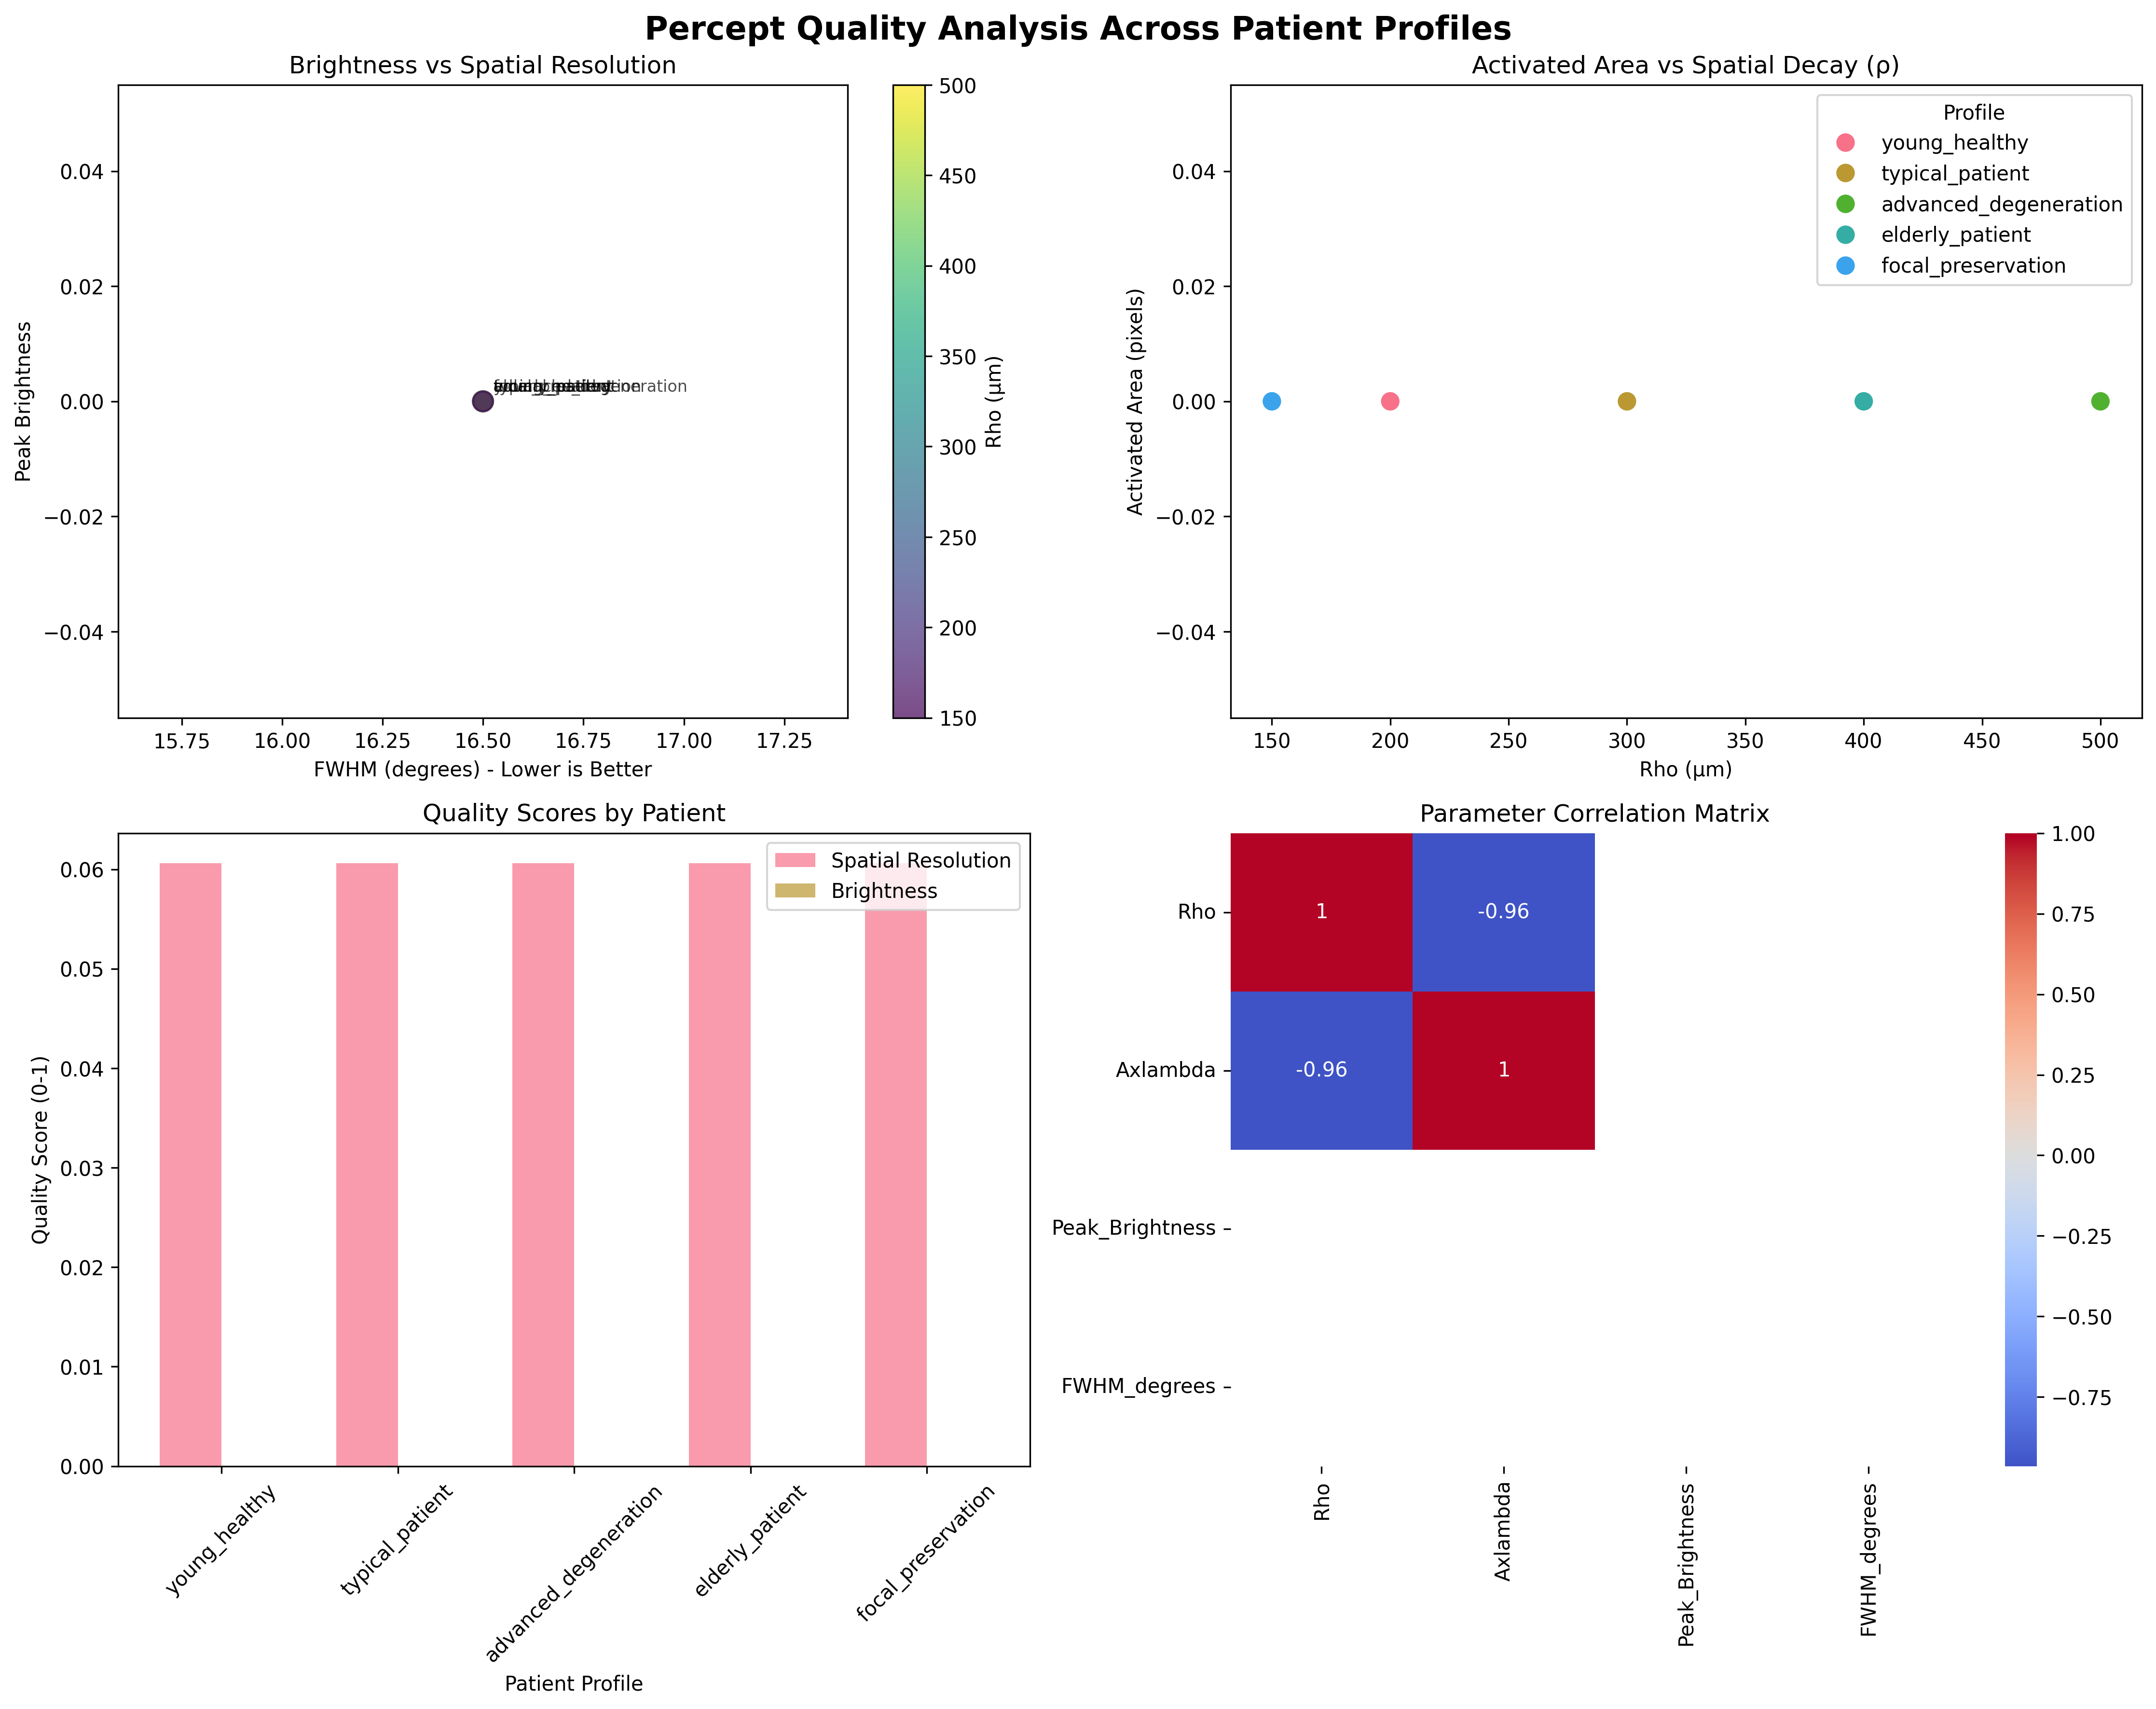 Percept Quality Analysis Across Patient Profiles
Brightness vs Spatial Resolution
Peak Brightness
0.04
0.02
0.00
−0.02
−0.04
15.75 16.00 16.25 16.50 16.75 17.00 17.25
FWHM (degrees) - Lower is Better
500
450
400
350
300
250
200
150
Rho (μm)
Activated Area vs Spatial Decay (ρ)
Activated Area (pixels)
0.04
0.02
0.00
−0.02
−0.04
Profile
young_healthy
typical_patient
advanced_degeneration
elderly_patient
focal_preservation
150 200 250 300 350 400 450 500
Rho (μm)
Quality Scores by Patient
Quality Score (0-1)
0.06
0.05
0.04
0.03
0.02
0.01
0.00
Spatial Resolution
Brightness
young_healthy
typical_patient
advanced_degeneration
elderly_patient
focal_preservation
Patient Profile
Parameter Correlation Matrix
Rho
Axlambda
Peak_Brightness
FWHM_degrees
1 -0.96
-0.96 1
Rho
Axlambda
Peak_Brightness
FWHM_degrees
1.00
0.75
0.50
0.25
0.00
−0.25
−0.50
−0.75